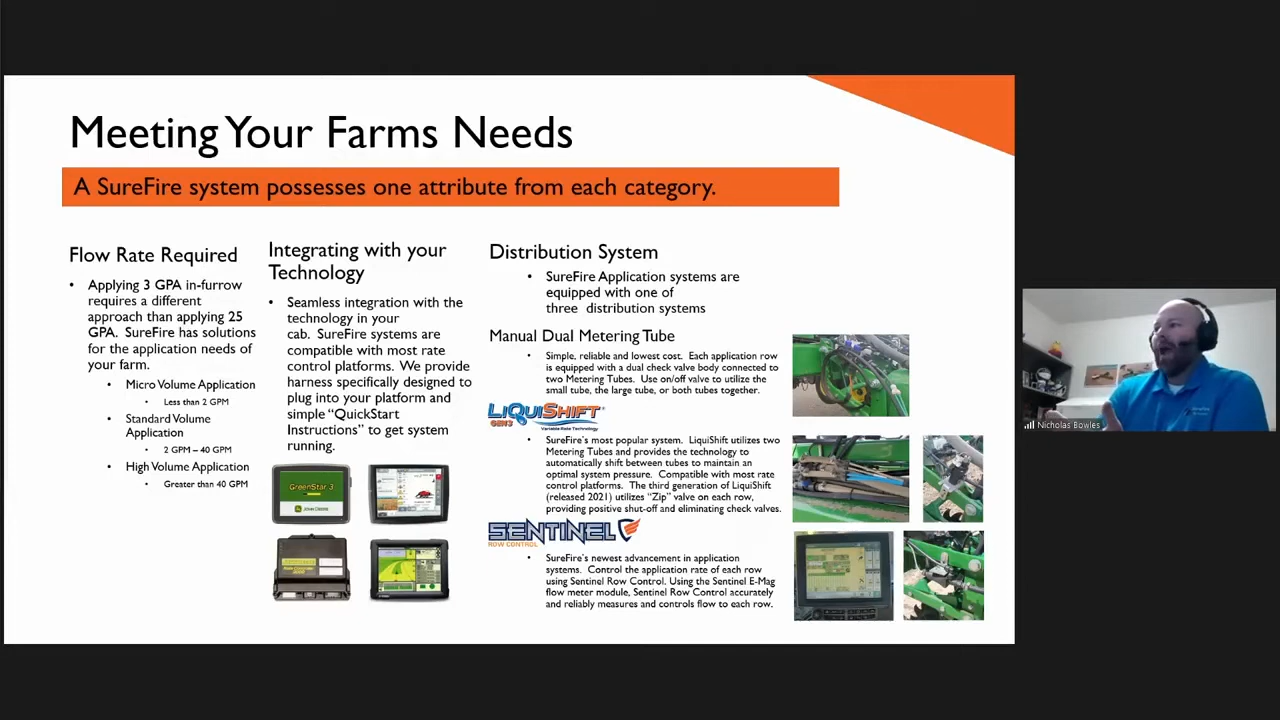 Meeting Your Farms Needs
A SureFire system possesses one attribute from each category.
Flow Rate Required
• Applying 3 GPA in-furrow
requires a different
approach than applying 25
GPA. SureFire has solutions
for the application needs of
your farm.
• Micro Volume Application
• Less than 2 GPM
• Standard Volume
Application
• 2 GPM – 40 GPM
• High Volume Application
• Greater than 40 GPM
Integrating with your
Technology
• Seamless integration with the
technology in your
cab. SureFire systems are
compatible with most rate
control platforms. We provide
harness specifically designed to
plug into your platform and
simple “QuickStart
Instructions” to get system
running.
GreenStar 3
JOHN DEERE
Distribution System
• SureFire Application systems are
equipped with one of
three distribution systems
Manual Dual Metering Tube
• Simple, reliable and lowest cost. Each application row
is equipped with a dual check valve body connected to
two Metering Tubes. Use on/off valve to utilize the
small tube, the large tube, or both tubes together.
LIQUISHIFT
GEN3 Variable Rate Technology
• SureFire's most popular system. LiquiShift utilizes two
Metering Tubes and provides the technology to
automatically shift between tubes to maintain an
optimal system pressure. Compatible with most rate
control platforms. The third generation of LiquiShift
(released 2021) utilizes “Zip” valve on each row,
providing positive shut-off and eliminating check valves.
SENTINEL
ROW CONTROL
• SureFire's newest advancement in application
systems. Control the application rate of each row
using Sentinel Row Control. Using the Sentinel E-Mag
flow meter module, Sentinel Row Control accurately
and reliably measures and controls flow to each row.
Nicholas Bowles